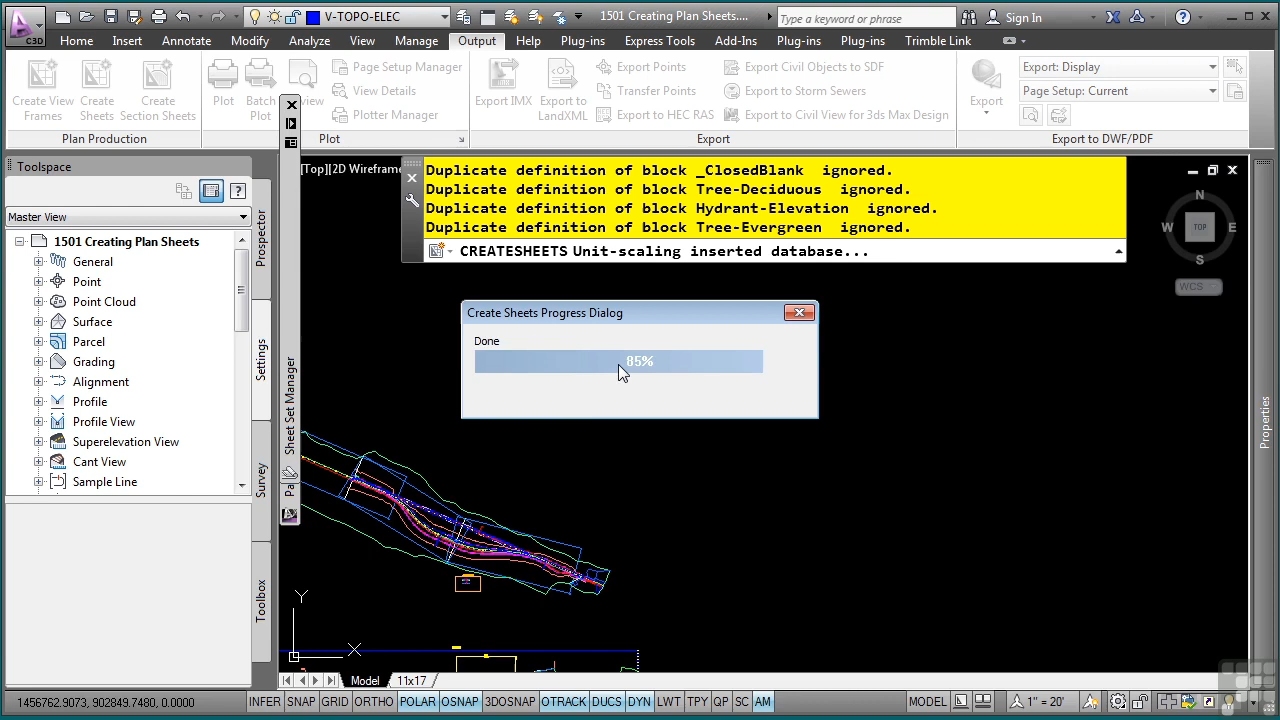 V-TOPO-ELEC
1501 Creating Plan Sheets....
Type a keyword or phrase
Sign In
C3D
Home Insert Annotate Modify Analyze View Manage Output Help Plug-ins Express Tools Add-Ins Plug-ins Plug-ins Trimble Link
Create View Frames
Create Sheets
Create Section Sheets
Plot
Batch Plot
view
Page Setup Manager
View Details
Plotter Manager
Export IMX
Export to LandXML
Export Points
Transfer Points
Export to HEC RAS
Export Civil Objects to SDF
Export to Storm Sewers
Export to Civil View for 3ds Max Design
Export
Export: Display
Page Setup: Current
Plan Production
Plot
Export
Export to DWF/PDF
Toolspace
Master View
1501 Creating Plan Sheets
General
Point
Point Cloud
Surface
Parcel
Grading
Alignment
Profile
Profile View
Superelevation View
Cant View
Sample Line
Prospector
Settings
Survey
Toolbox
Sheet Set Manager
Pa
[Top][2D Wireframe
Duplicate definition of block _ClosedBlank  ignored.
Duplicate definition of block Tree-Deciduous  ignored.
Duplicate definition of block Hydrant-Elevation  ignored.
Duplicate definition of block Tree-Evergreen  ignored.
CREATESHEETS Unit-scaling inserted database...
N
W TOP E
S
WCS
Create Sheets Progress Dialog
Done
85%
Properties
Y
X
Model 11x17
1456762.9073, 902849.7480, 0.0000
INFER SNAP GRID ORTHO POLAR OSNAP 3DOSNAP OTRACK DUCS DYN LWT TPY QP SC AM
MODEL
1" = 20'